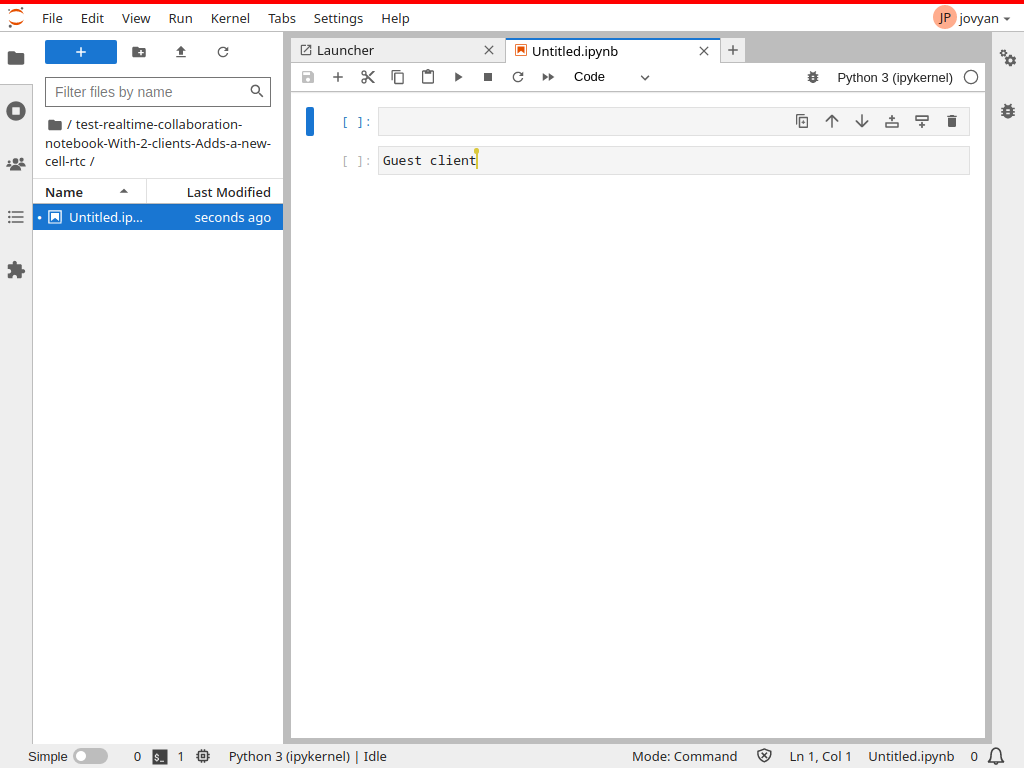 File Edit View Run Kernel Tabs Settings Help
JP jovyan
Filter files by name
/ test-realtime-collaboration-
notebook-With-2-clients-Adds-a-new-
cell-rtc /
Name Last Modified
Untitled.ip... seconds ago
Launcher
Untitled.ipynb
Code
Python 3 (ipykernel)
[ ]:
[ ]: Guest client
Simple 0 $_ 1 Python 3 (ipykernel) | Idle
Mode: Command Ln 1, Col 1 Untitled.ipynb 0